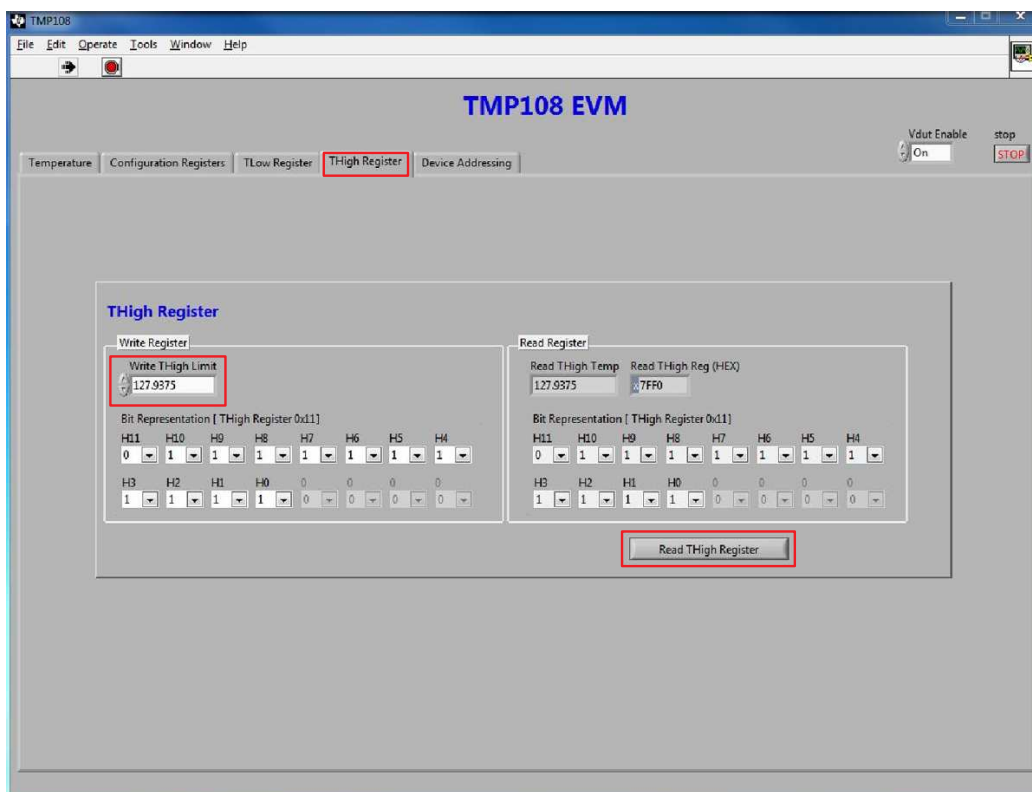 TMP108
File Edit Operate Tools Window Help
TMP108 EVM
Vdut Enable stop
On STOP
Temperature Configuration Registers TLow Register THigh Register Device Addressing
THigh Register
Write Register
Write THigh Limit
127.9375
Bit Representation [ THigh Register 0x11]
H11 H10 H9 H8 H7 H6 H5 H4
0 1 1 1 1 1 1 1
H3 H2 H1 H0 0 0 0 0
1 1 1 1 0 0 0 0
Read Register
Read THigh Temp Read THigh Reg (HEX)
127.9375 x7FF0
Bit Representation [ THigh Register 0x11]
H11 H10 H9 H8 H7 H6 H5 H4
0 1 1 1 1 1 1 1
H3 H2 H1 H0 0 0 0 0
1 1 1 1 0 0 0 0
Read THigh Register